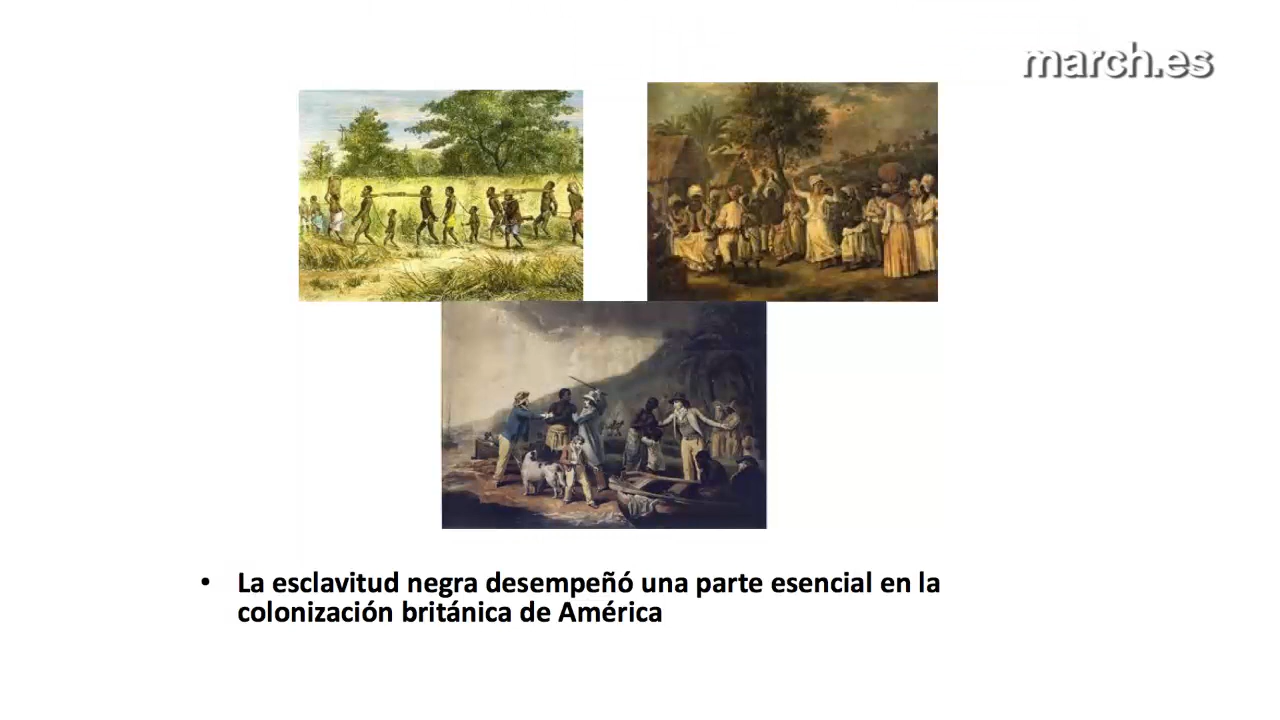 march.es
• La esclavitud negra desempeñó una parte esencial en la
colonización británica de América